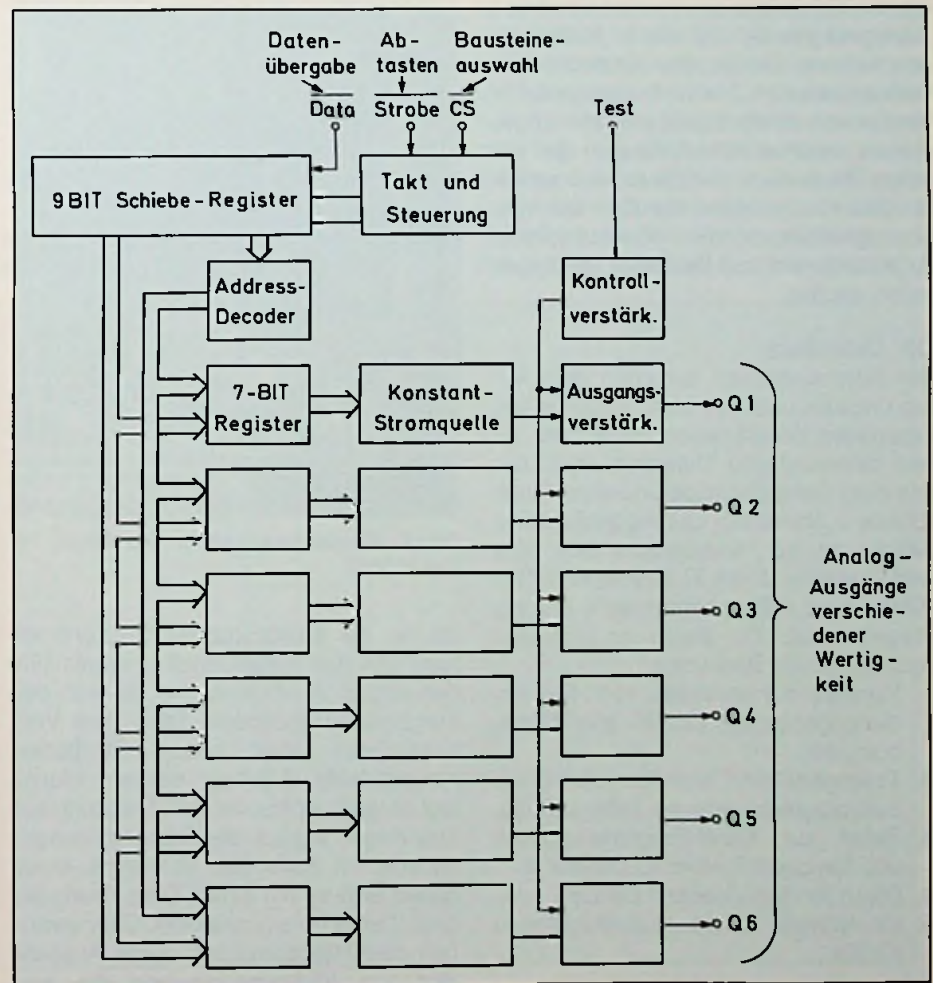 Daten-
übergabe
Data
Ab-
tasten
Strobe
Bausteine-
auswahl
CS
Test
9BIT Schiebe-Register
Takt und
Steuerung
Address-
Decoder
Kontroll-
verstärk.
7-BIT
Register
Konstant-
Stromquelle
Ausgangs-
verstärk.
Q1
Q2
Q3
Q4
Q5
Q6
Analog-
Ausgänge
verschie-
dener
Wertig-
keit